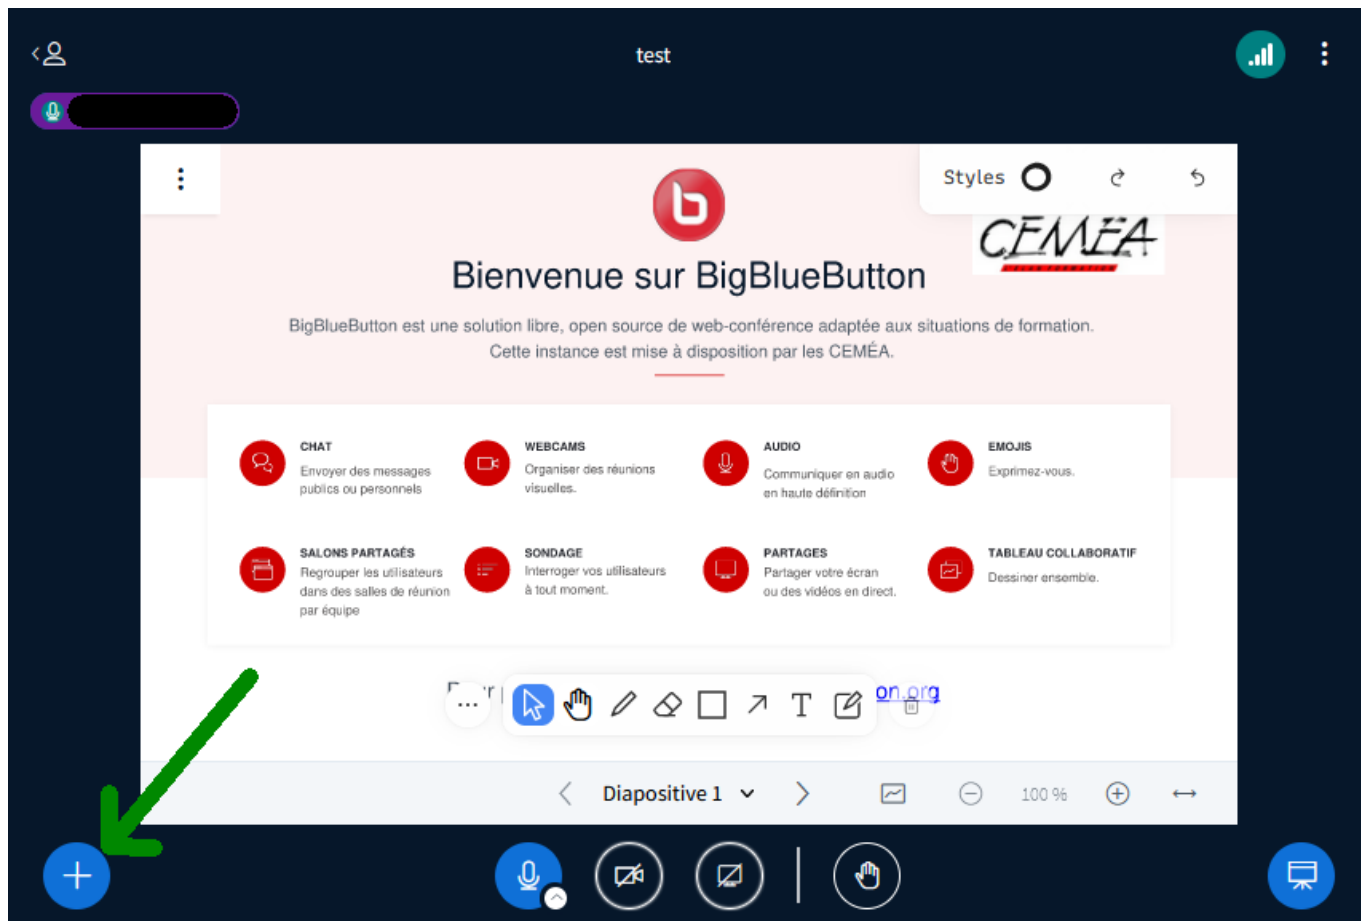 test
Styles
CEMÉA
Bienvenue sur BigBlueButton
BigBlueButton est une solution libre, open source de web-conférence adaptée aux situations de formation.
Cette instance est mise à disposition par les CEMÉA.
CHAT
Envoyer des messages
publics ou personnels
WEBCAMS
Organiser des réunions
visuelles.
AUDIO
Communiquer en audio
en haute définition
EMOJIS
Exprimez-vous.
SALONS PARTAGÉS
Regrouper les utilisateurs
dans des salles de réunion
par équipe
SONDAGE
Interroger vos utilisateurs
à tout moment.
PARTAGES
Partager votre écran
ou des vidéos en direct.
TABLEAU COLLABORATIF
Dessiner ensemble.
on.org
Diapositive 1
100 %